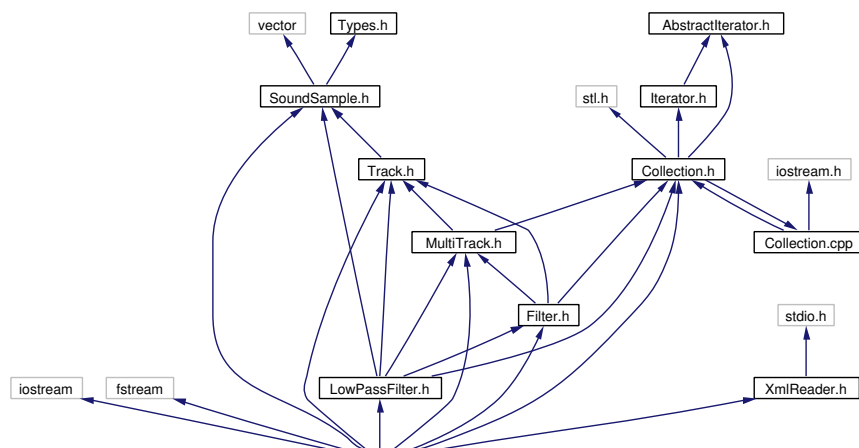 vector
Types.h
AbstractIterator.h
SoundSample.h
stl.h
Iterator.h
Track.h
Collection.h
iostream.h
MultiTrack.h
Collection.cpp
Filter.h
stdio.h
iostream
fstream
LowPassFilter.h
XmlReader.h